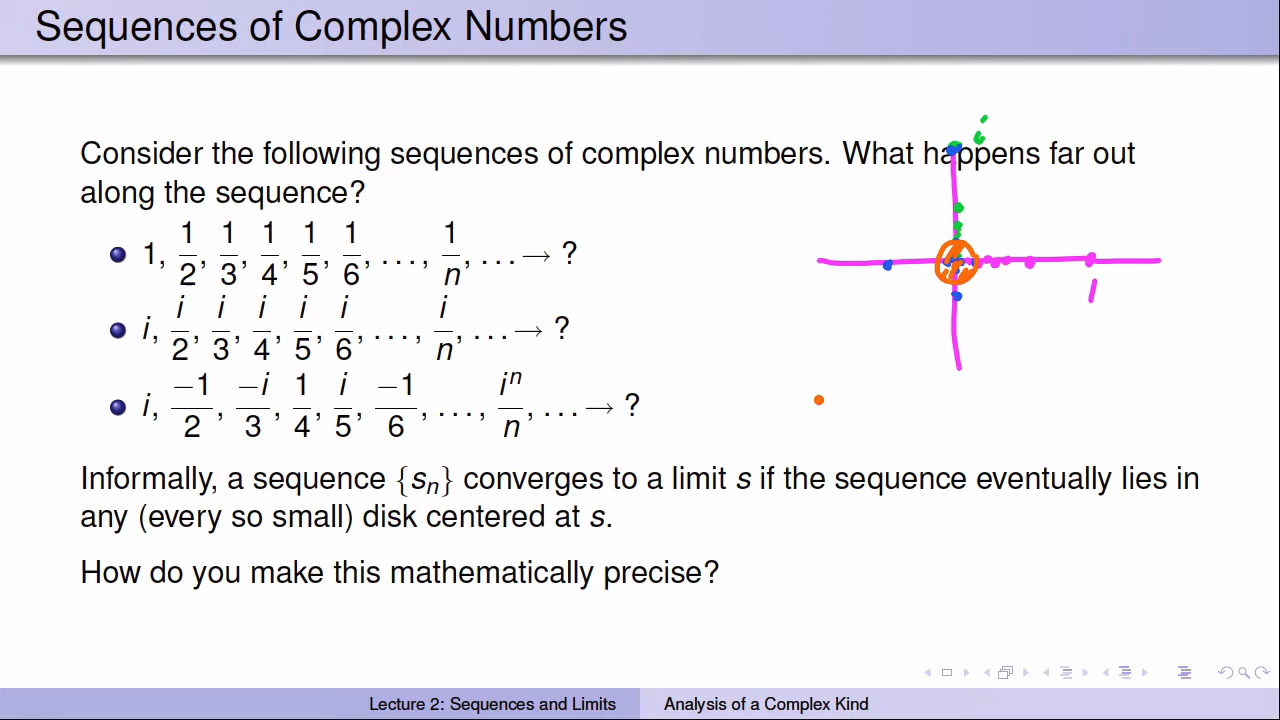 Sequences of Complex Numbers
Consider the following sequences of complex numbers. What happens far out
along the sequence?
1, 1/2, 1/3, 1/4, 1/5, 1/6, . . . , 1/n, . . . → ?
i, i/2, i/3, i/4, i/5, i/6, . . . , i/n, . . . → ?
i, −1/2, −i/3, 1/4, i/5, −1/6, . . . , iⁿ/n, . . . → ?
i
1
Informally, a sequence {sₙ} converges to a limit s if the sequence eventually lies in
any (every so small) disk centered at s.
How do you make this mathematically precise?
Lecture 2: Sequences and Limits
Analysis of a Complex Kind